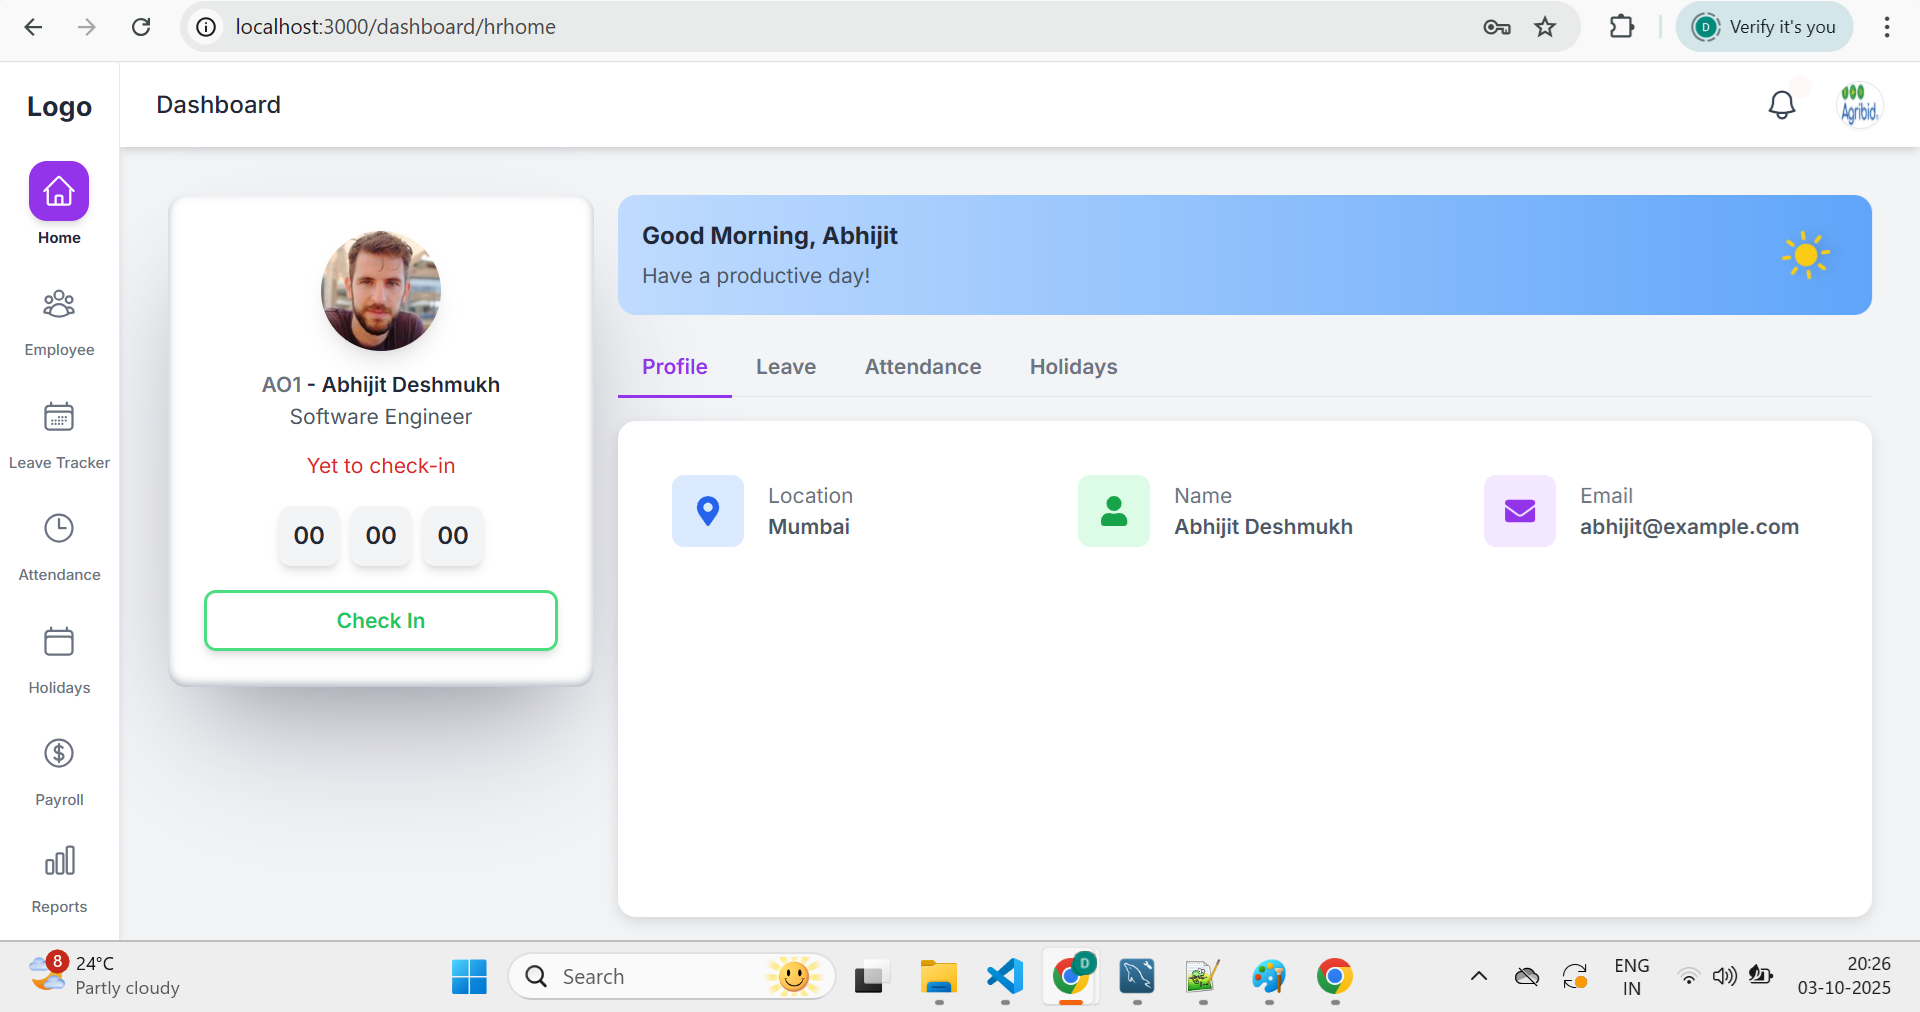 localhost:3000/dashboard/hrhome
D
Verify it's you
Logo
Dashboard
Agribid
Home
Employee
Leave Tracker
Attendance
Holidays
Payroll
Reports
AO1 - Abhijit Deshmukh
Software Engineer
Yet to check-in
00 00 00
Check In
Good Morning, Abhijit
Have a productive day!
Profile Leave Attendance Holidays
Location
Mumbai
Name
Abhijit Deshmukh
Email
abhijit@example.com
8
24°C
Partly cloudy
Search
D
ENG
IN
20:26
03-10-2025